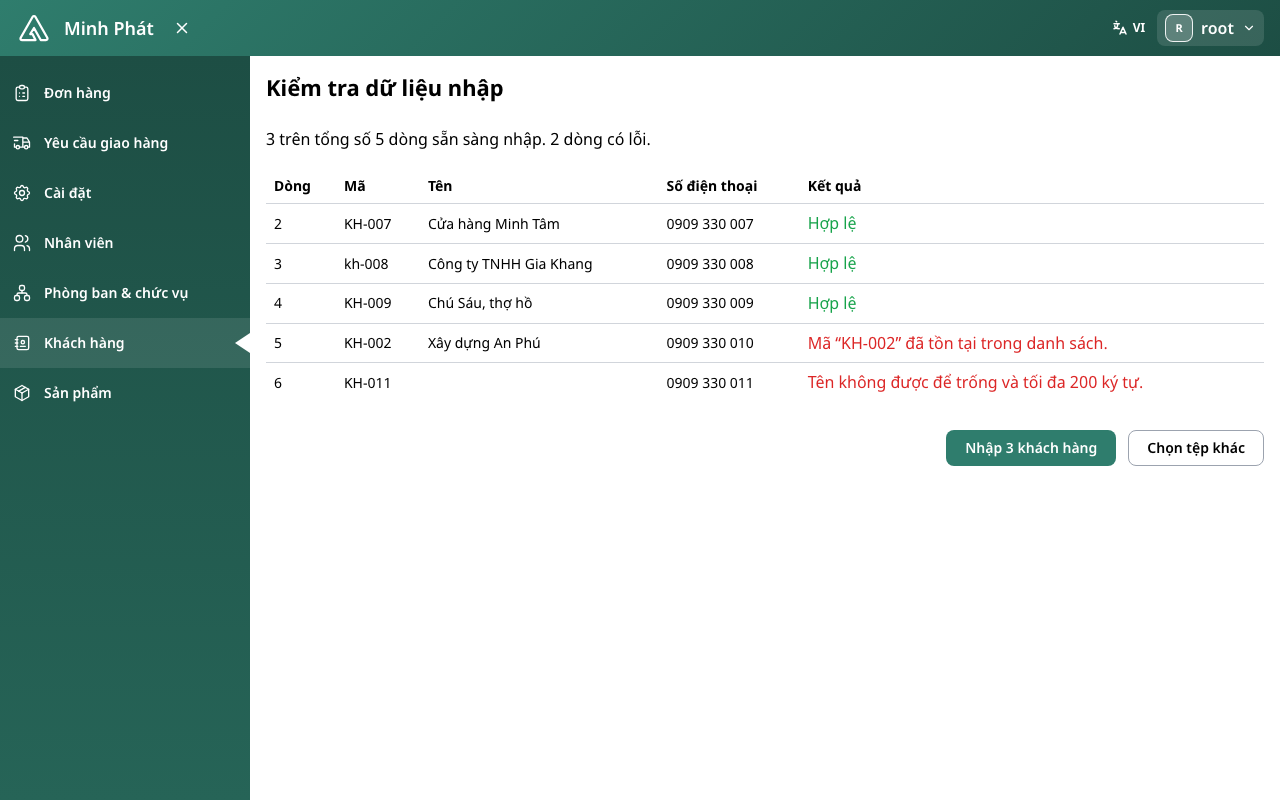 Minh Phát
VI
R
root
Đơn hàng
Yêu cầu giao hàng
Cài đặt
Nhân viên
Phòng ban & chức vụ
Khách hàng
Sản phẩm
Kiểm tra dữ liệu nhập
3 trên tổng số 5 dòng sẵn sàng nhập. 2 dòng có lỗi.
Dòng Mã Tên Số điện thoại Kết quả
2 KH-007 Cửa hàng Minh Tâm 0909 330 007 Hợp lệ
3 kh-008 Công ty TNHH Gia Khang 0909 330 008 Hợp lệ
4 KH-009 Chú Sáu, thợ hồ 0909 330 009 Hợp lệ
5 KH-002 Xây dựng An Phú 0909 330 010 Mã “KH-002” đã tồn tại trong danh sách.
6 KH-011 0909 330 011 Tên không được để trống và tối đa 200 ký tự.
Nhập 3 khách hàng
Chọn tệp khác